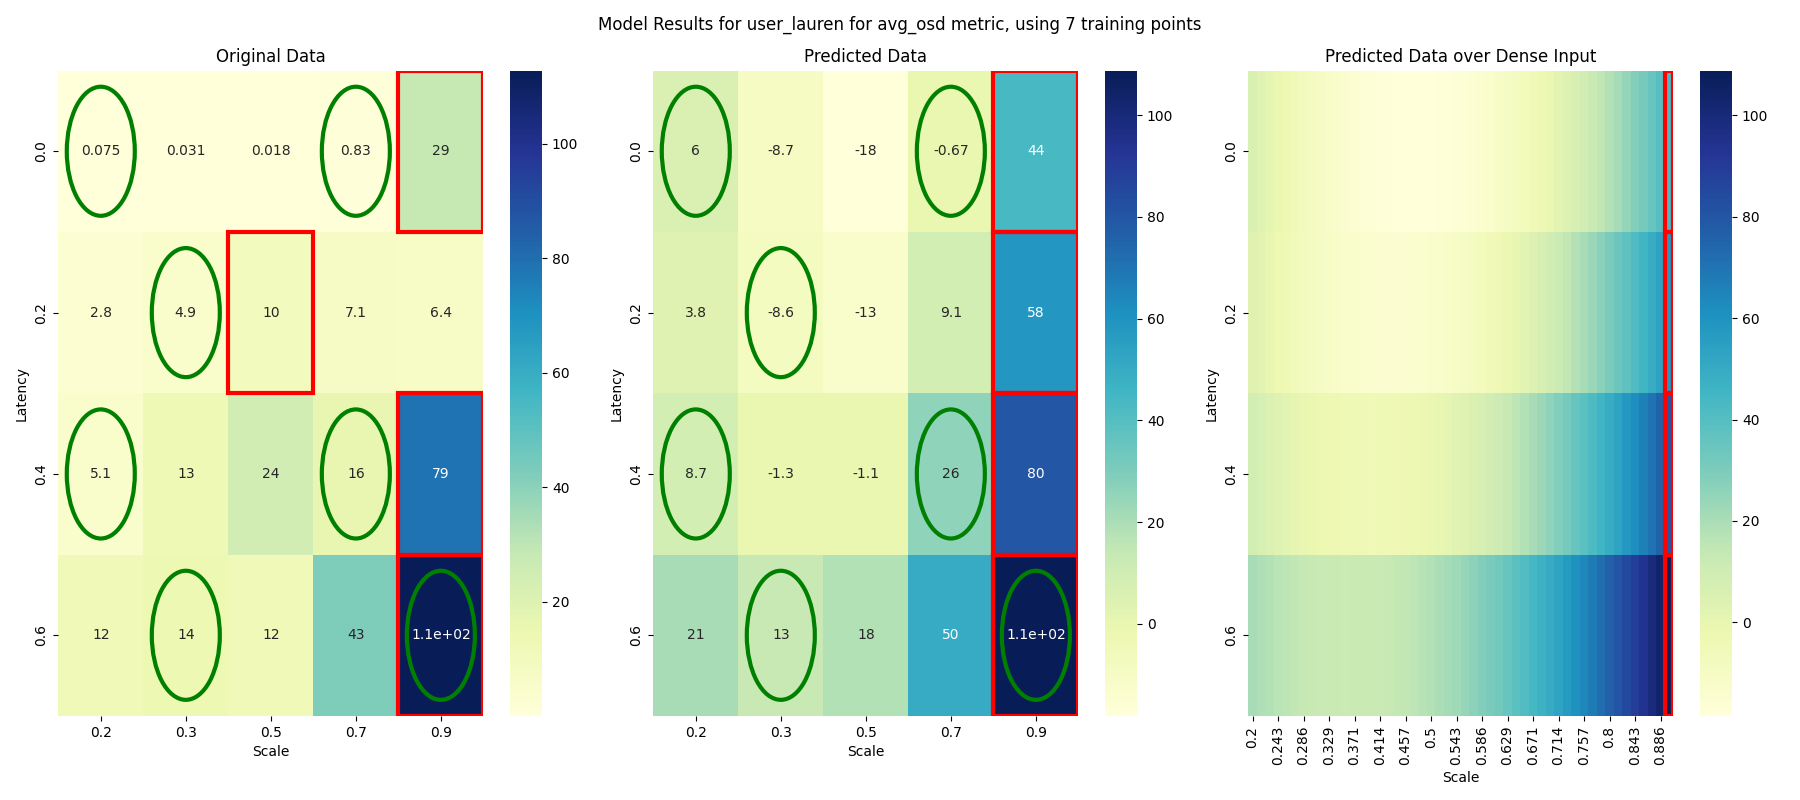 Model Results for user_lauren for avg_osd metric, using 7 training points
Original Data
0.075 0.031 0.018 0.83 29
2.8 4.9 10 7.1 6.4
5.1 13 24 16 79
12 14 12 43 1.1e+02
0.0
0.2
0.4
0.6
Latency
0.2 0.3 0.5 0.7 0.9
Scale
100
80
60
40
20
Predicted Data
6 -8.7 -18 -0.67 44
3.8 -8.6 -13 9.1 58
8.7 -1.3 -1.1 26 80
21 13 18 50 1.1e+02
0.0
0.2
0.4
0.6
Latency
0.2 0.3 0.5 0.7 0.9
Scale
100
80
60
40
20
0
Predicted Data over Dense Input
0.0
0.2
0.4
0.6
Latency
0.2 0.243 0.286 0.329 0.371 0.414 0.457 0.5 0.543 0.586 0.629 0.671 0.714 0.757 0.8 0.843 0.886
Scale
100
80
60
40
20
0